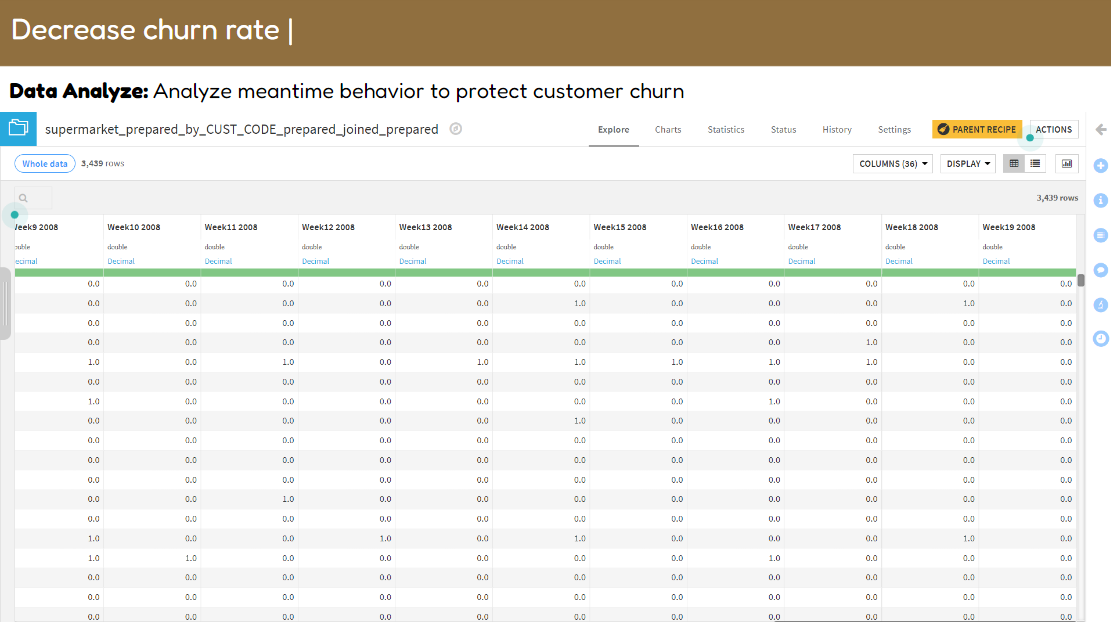 Decrease churn rate |
Data Analyze: Analyze meantime behavior to protect customer churn
supermarket_prepared_by_CUST_CODE_prepared_joined_prepared Explore Charts Statistics Status History Settings PARENT RECIPE ACTIONS
Whole data 3,439 rows COLUMNS (36) DISPLAY
3,439 rows
Week9 2008 Week10 2008 Week11 2008 Week12 2008 Week13 2008 Week14 2008 Week15 2008 Week16 2008 Week17 2008 Week18 2008 Week19 2008
ouble double double double double double double double double double double
ecimal Decimal Decimal Decimal Decimal Decimal Decimal Decimal Decimal Decimal Decimal
0.0 0.0 0.0 0.0 0.0 0.0 0.0 0.0 0.0 0.0 0.0
0.0 0.0 0.0 0.0 0.0 1.0 0.0 0.0 0.0 1.0 0.0
0.0 0.0 0.0 0.0 0.0 0.0 0.0 0.0 0.0 0.0 0.0
0.0 0.0 0.0 0.0 0.0 0.0 0.0 0.0 1.0 0.0 0.0
1.0 0.0 1.0 0.0 1.0 1.0 1.0 1.0 1.0 0.0 0.0
0.0 0.0 0.0 0.0 0.0 0.0 0.0 0.0 0.0 0.0 0.0
1.0 0.0 0.0 0.0 0.0 0.0 0.0 1.0 0.0 0.0 0.0
0.0 0.0 0.0 0.0 0.0 1.0 0.0 0.0 0.0 0.0 0.0
0.0 0.0 0.0 0.0 0.0 0.0 0.0 0.0 0.0 0.0 0.0
0.0 0.0 0.0 0.0 0.0 0.0 0.0 0.0 0.0 0.0 0.0
0.0 0.0 0.0 0.0 0.0 0.0 0.0 0.0 0.0 0.0 0.0
0.0 0.0 1.0 0.0 0.0 0.0 0.0 0.0 0.0 0.0 0.0
0.0 0.0 0.0 0.0 0.0 0.0 0.0 0.0 0.0 0.0 0.0
1.0 0.0 0.0 1.0 0.0 1.0 0.0 0.0 0.0 1.0 0.0
1.0 1.0 0.0 0.0 0.0 0.0 0.0 1.0 0.0 0.0 0.0
0.0 0.0 0.0 0.0 0.0 0.0 0.0 0.0 0.0 0.0 0.0
0.0 0.0 0.0 0.0 0.0 0.0 0.0 0.0 0.0 0.0 0.0
0.0 0.0 0.0 0.0 0.0 0.0 0.0 0.0 0.0 0.0 0.0